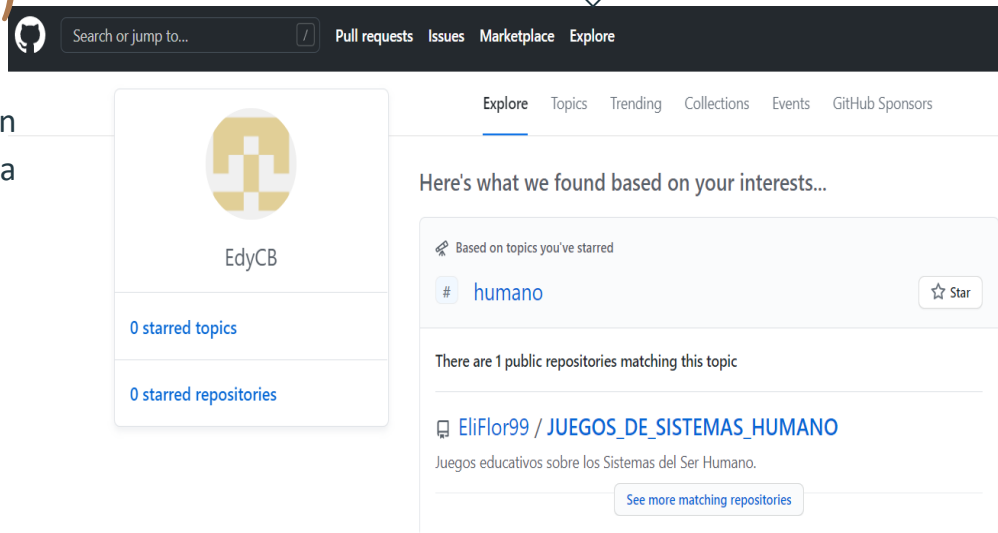 Search or jump to... /
Pull requests Issues Marketplace Explore
n
a
EdyCB
0 starred topics
0 starred repositories
Explore Topics Trending Collections Events GitHub Sponsors
Here's what we found based on your interests...
Based on topics you've starred
# humano
Star
There are 1 public repositories matching this topic
EliFlor99 / JUEGOS_DE_SISTEMAS_HUMANO
Juegos educativos sobre los Sistemas del Ser Humano.
See more matching repositories